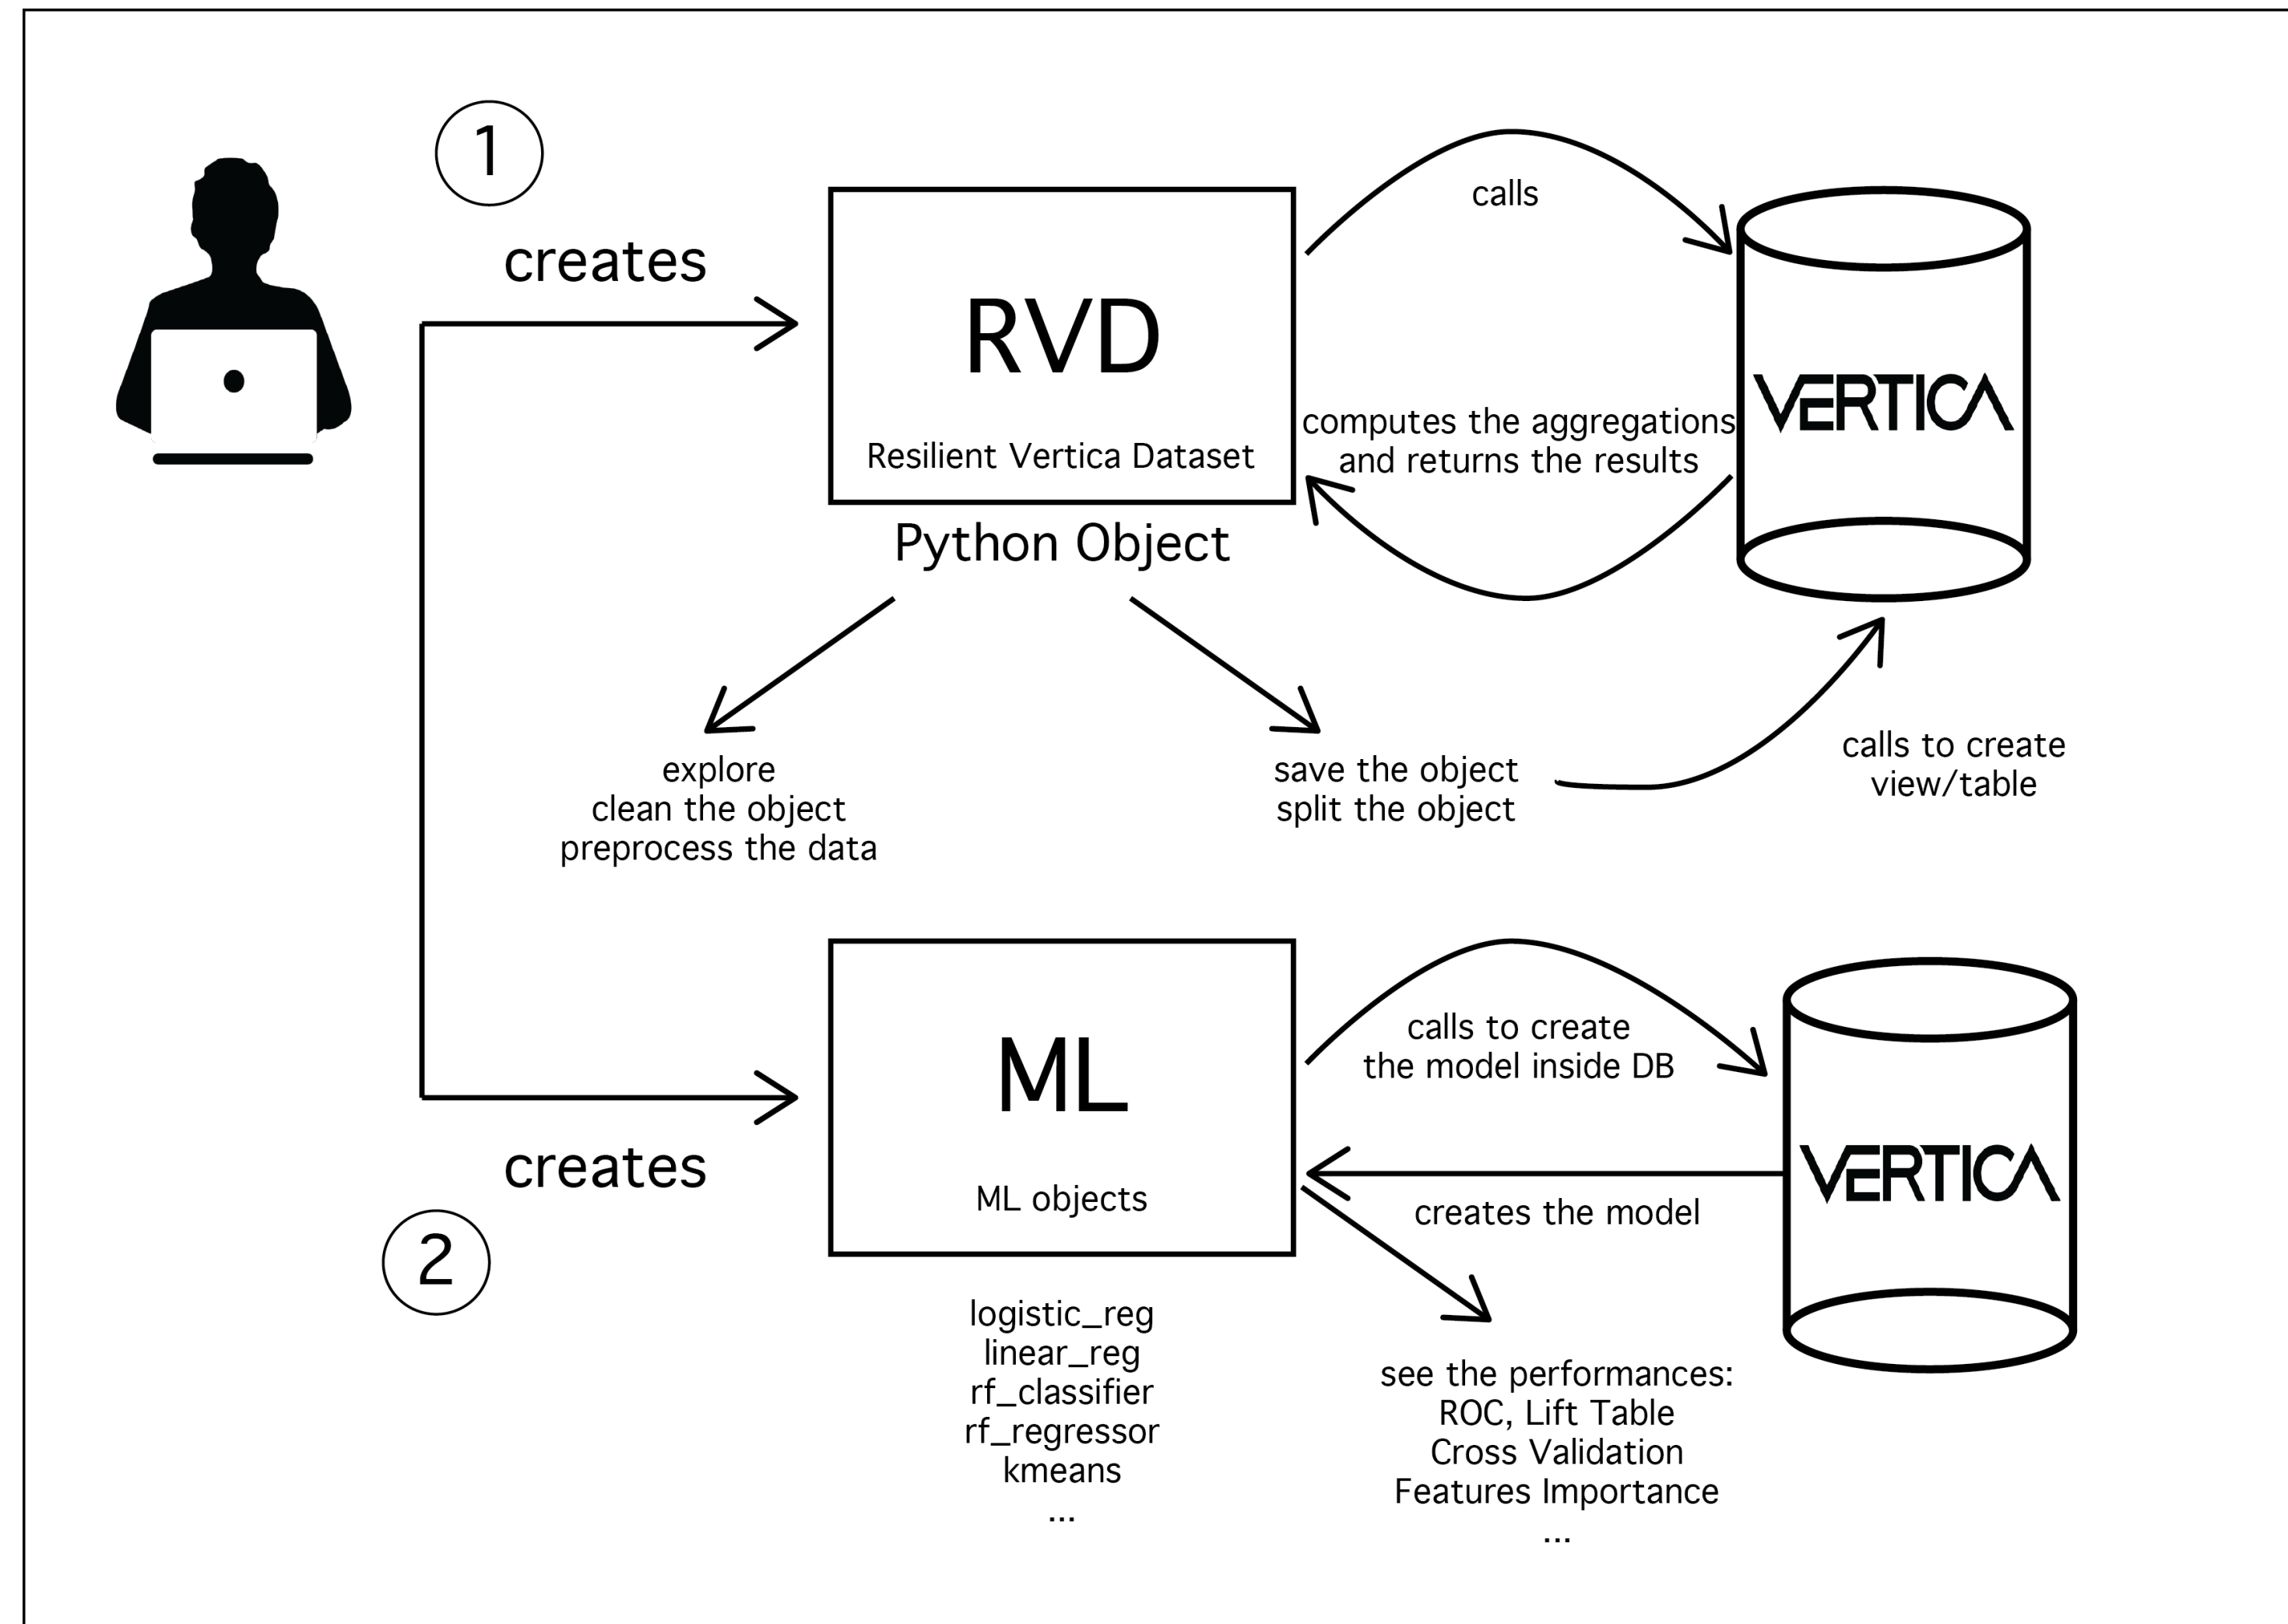 1
creates
RVD
Resilient Vertica Dataset
Python Object
calls
computes the aggregations
and returns the results
VERTICA
explore
clean the object
preprocess the data
save the object
split the object
calls to create
view/table
creates
2
ML
ML objects
logistic_reg
linear_reg
rf_classifier
rf_regressor
kmeans
...
calls to create
the model inside DB
creates the model
VERTICA
see the performances:
ROC, Lift Table
Cross Validation
Features Importance
...